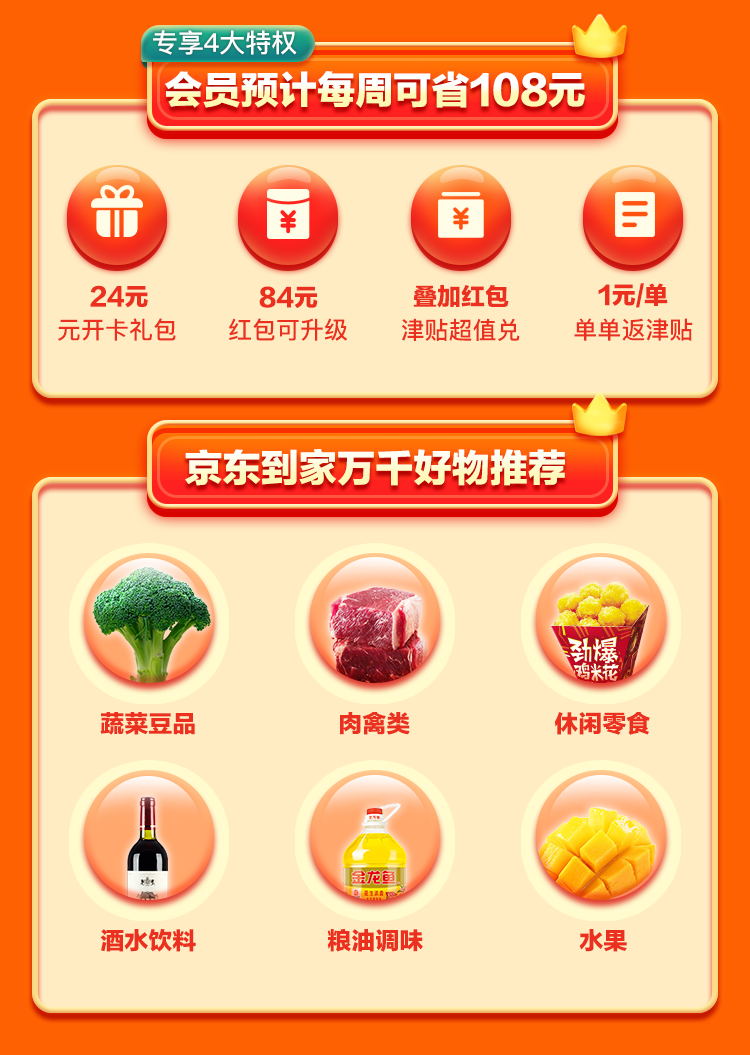 专享4大特权
会员预计每周可省108元
24元
84元
叠加红包
1元/单
元开卡礼包
红包可升级
津贴超值兑
单单返津贴
京东到家万千好物推荐
劲爆
鸡米花
蔬菜豆品
肉禽类
休闲零食
金龙鱼
酒水饮料
粮油调味
水果